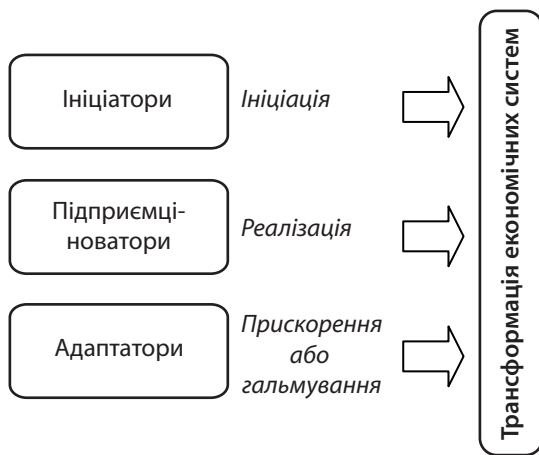 Ініціатори
Ініціація
Підприємці-
новатори
Реалізація
Адаптатори
Прискорення
або
гальмування
Трансформація економічних систем